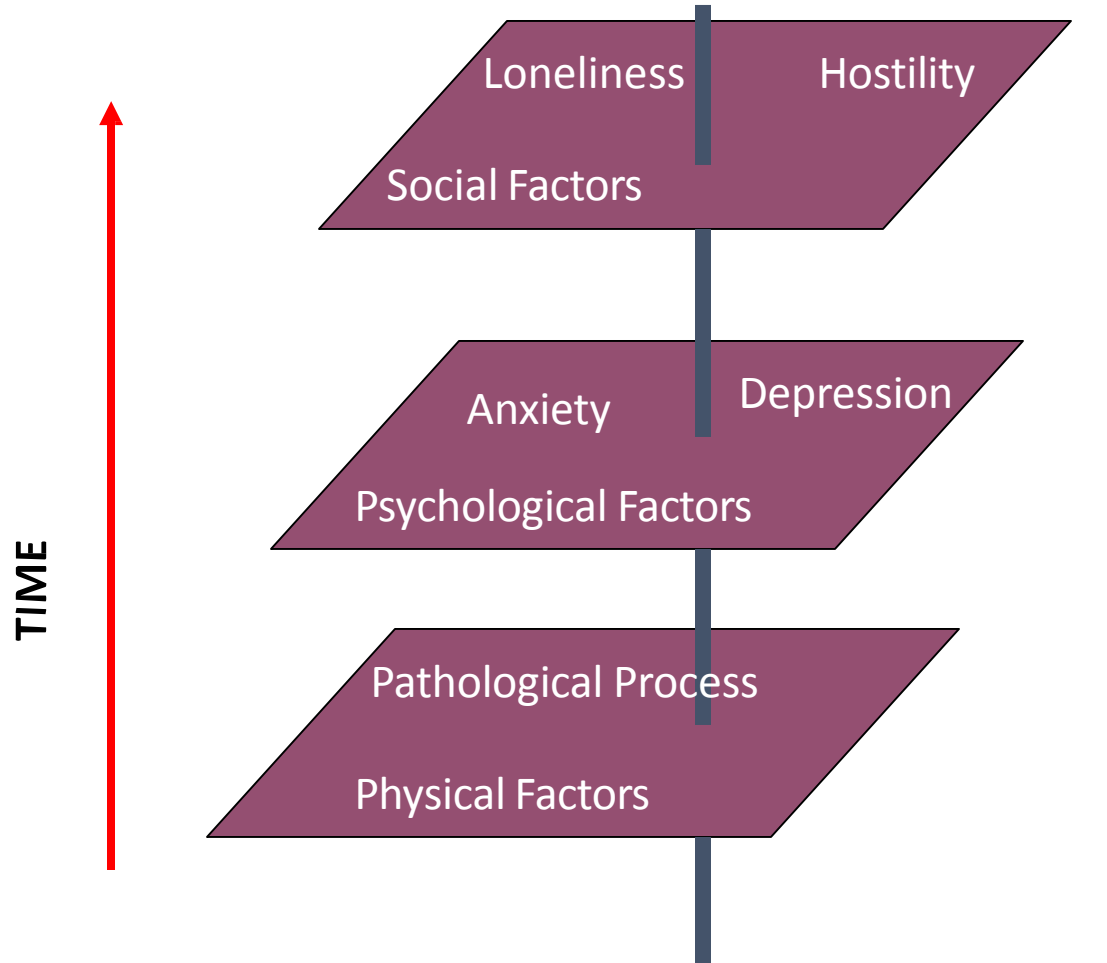 Loneliness
Hostility
Social Factors
Anxiety
Depression
Psychological Factors
TIME
Pathological Process
Physical Factors